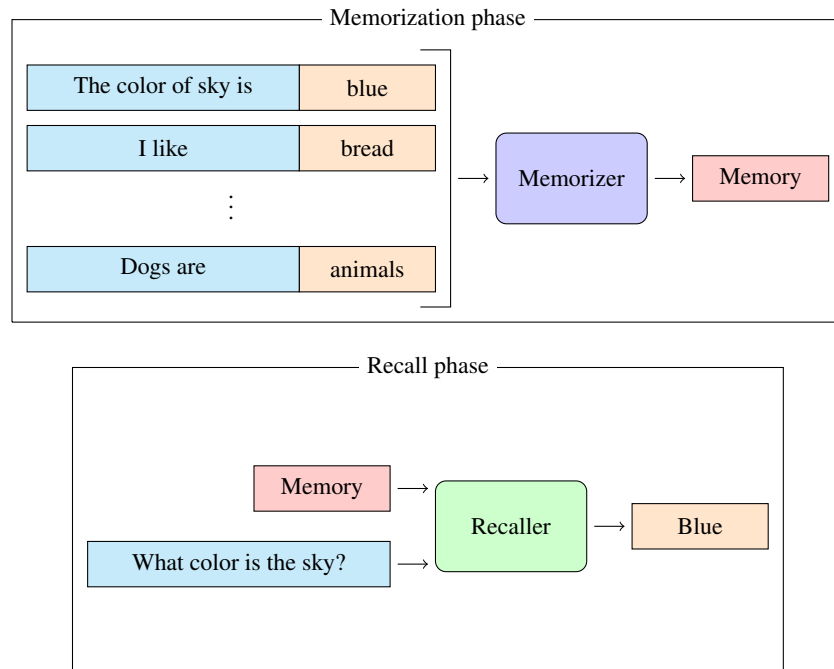 Memorization phase
The color of sky is blue
I like bread
⋮
Dogs are animals
Memorizer
Memory
Recall phase
Memory
What color is the sky?
Recaller
Blue